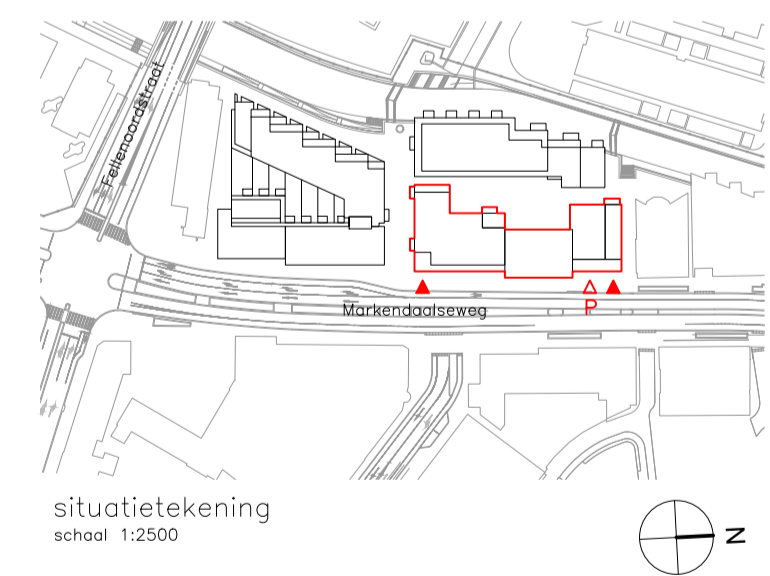 Fellenoordstraat
Markendaalseweg
P
situatietekening
schaal 1:2500
N